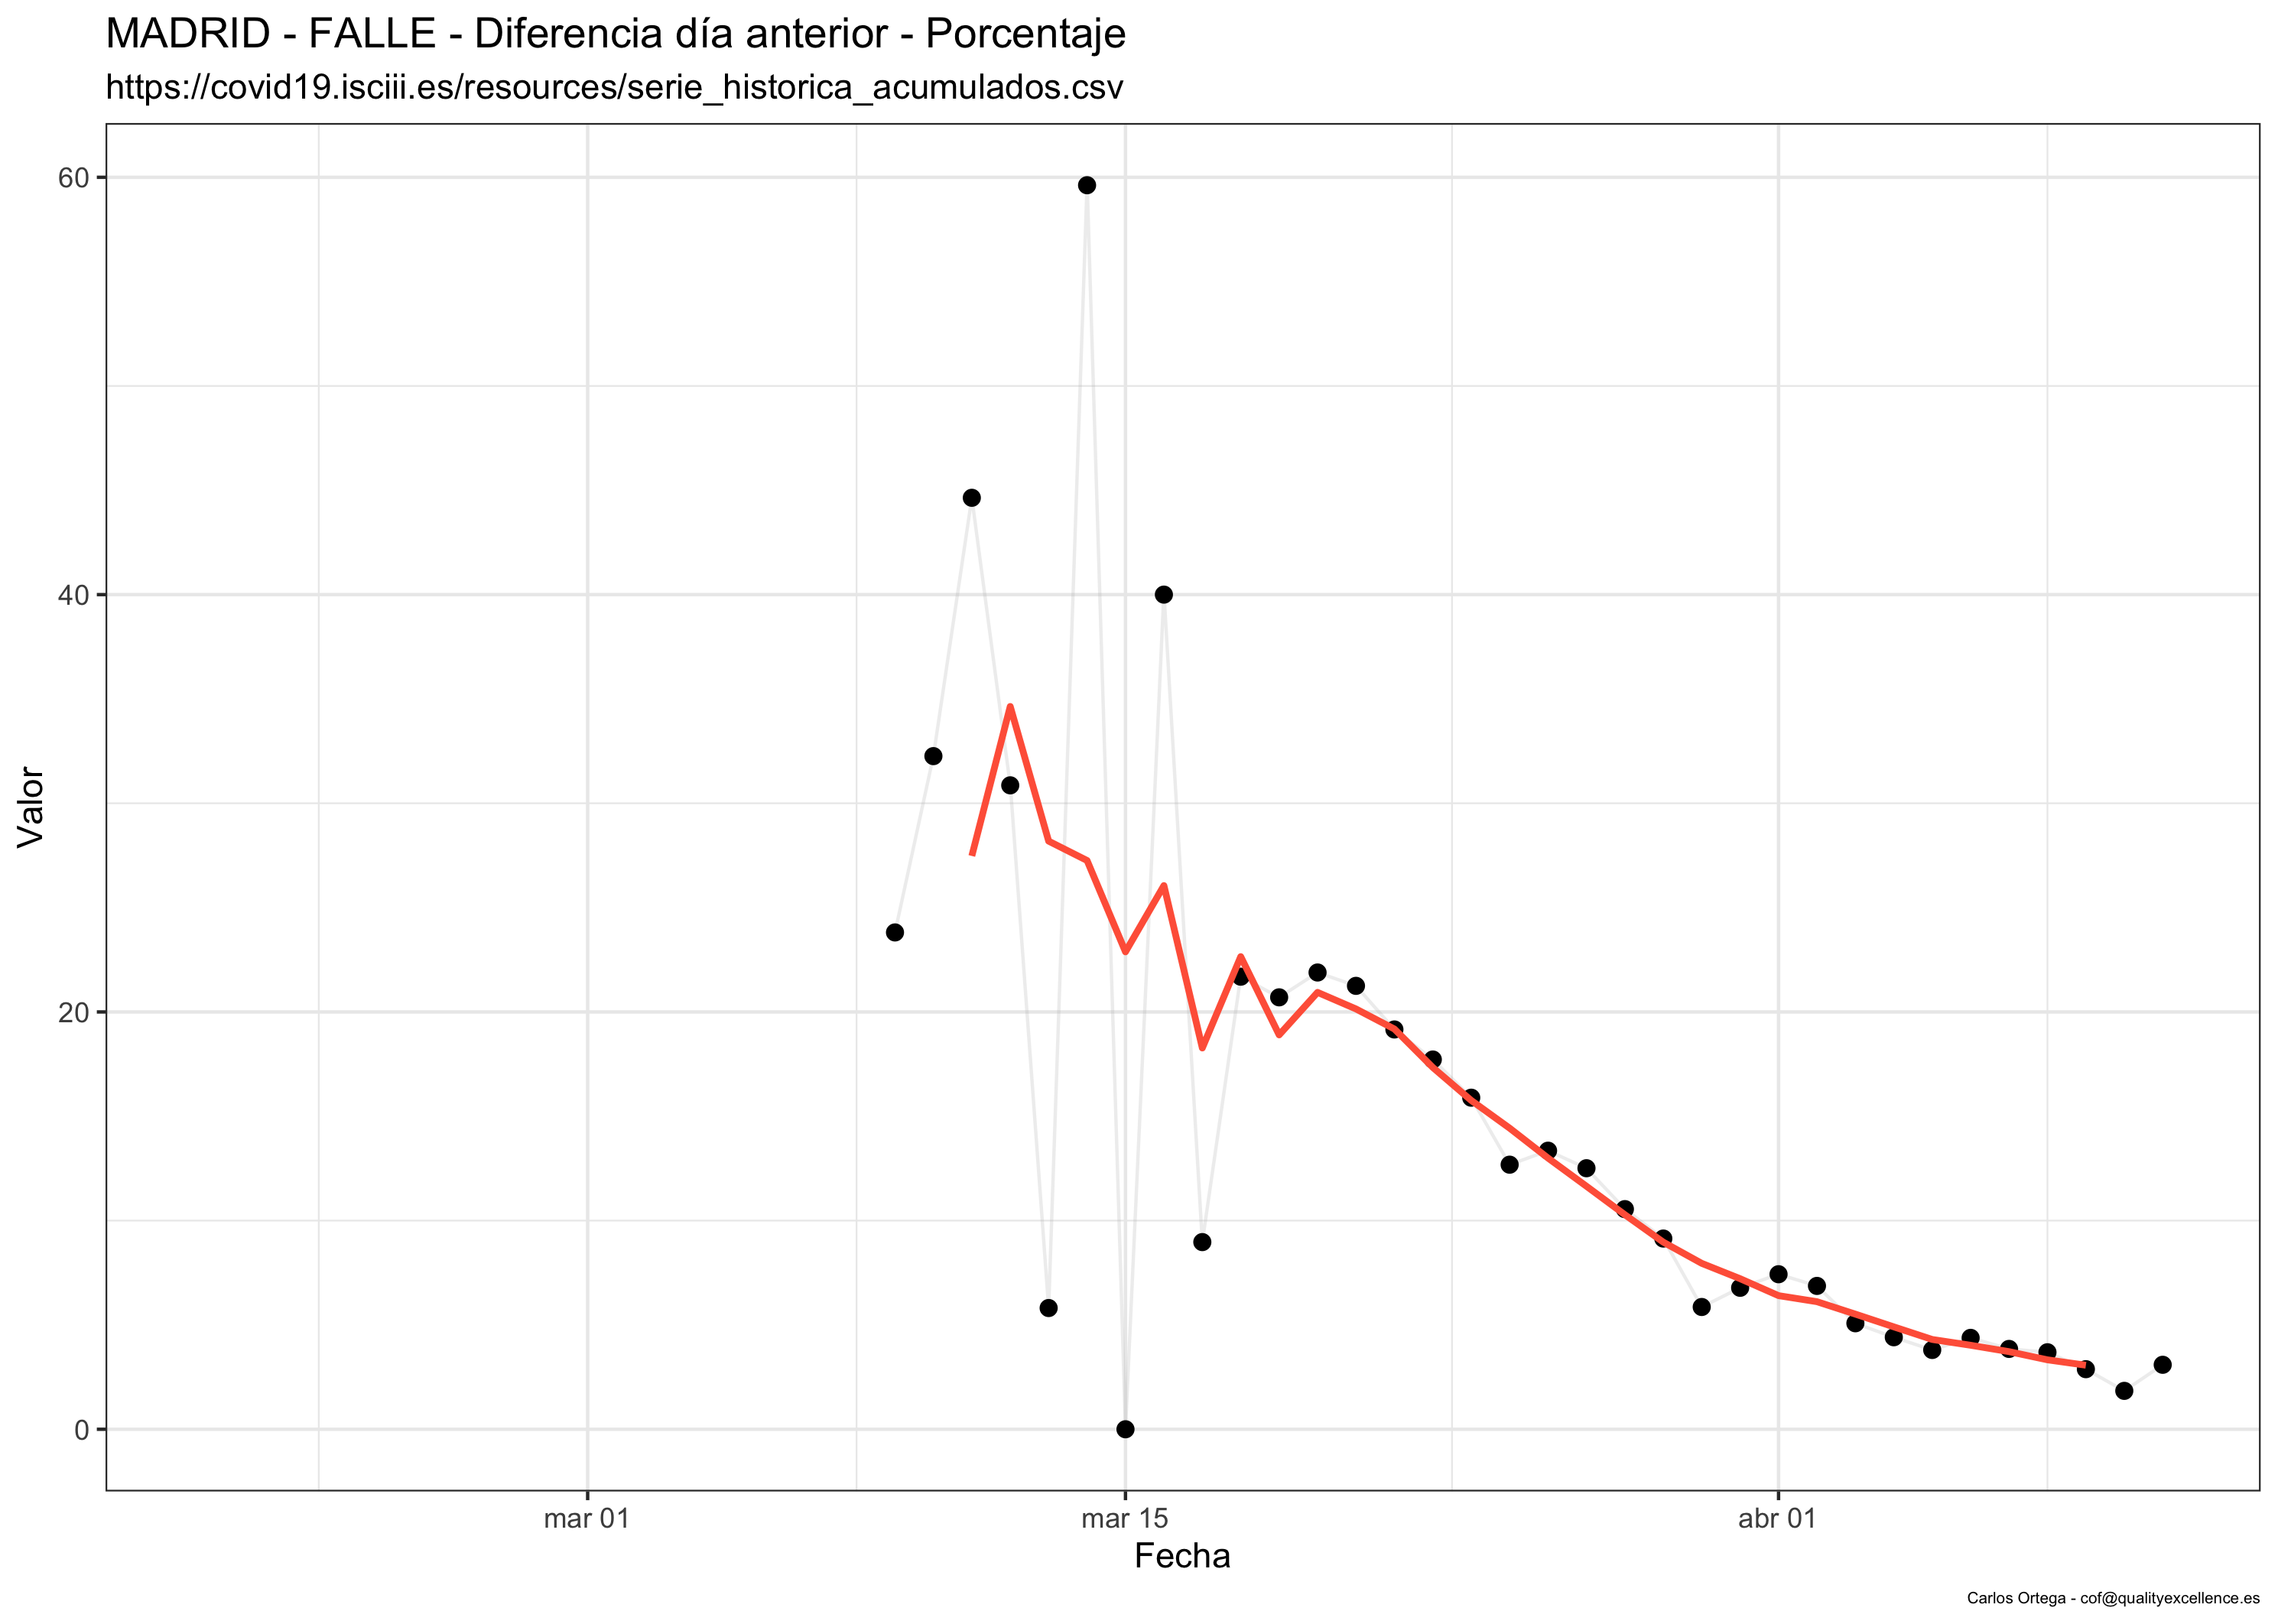 MADRID - FALLE - Diferencia día anterior - Porcentaje
https://covid19.isciii.es/resources/serie_historica_acumulados.csv
60
40
20
0
Valor
mar 01
mar 15
abr 01
Fecha
Carlos Ortega - cof@qualityexcellence.es